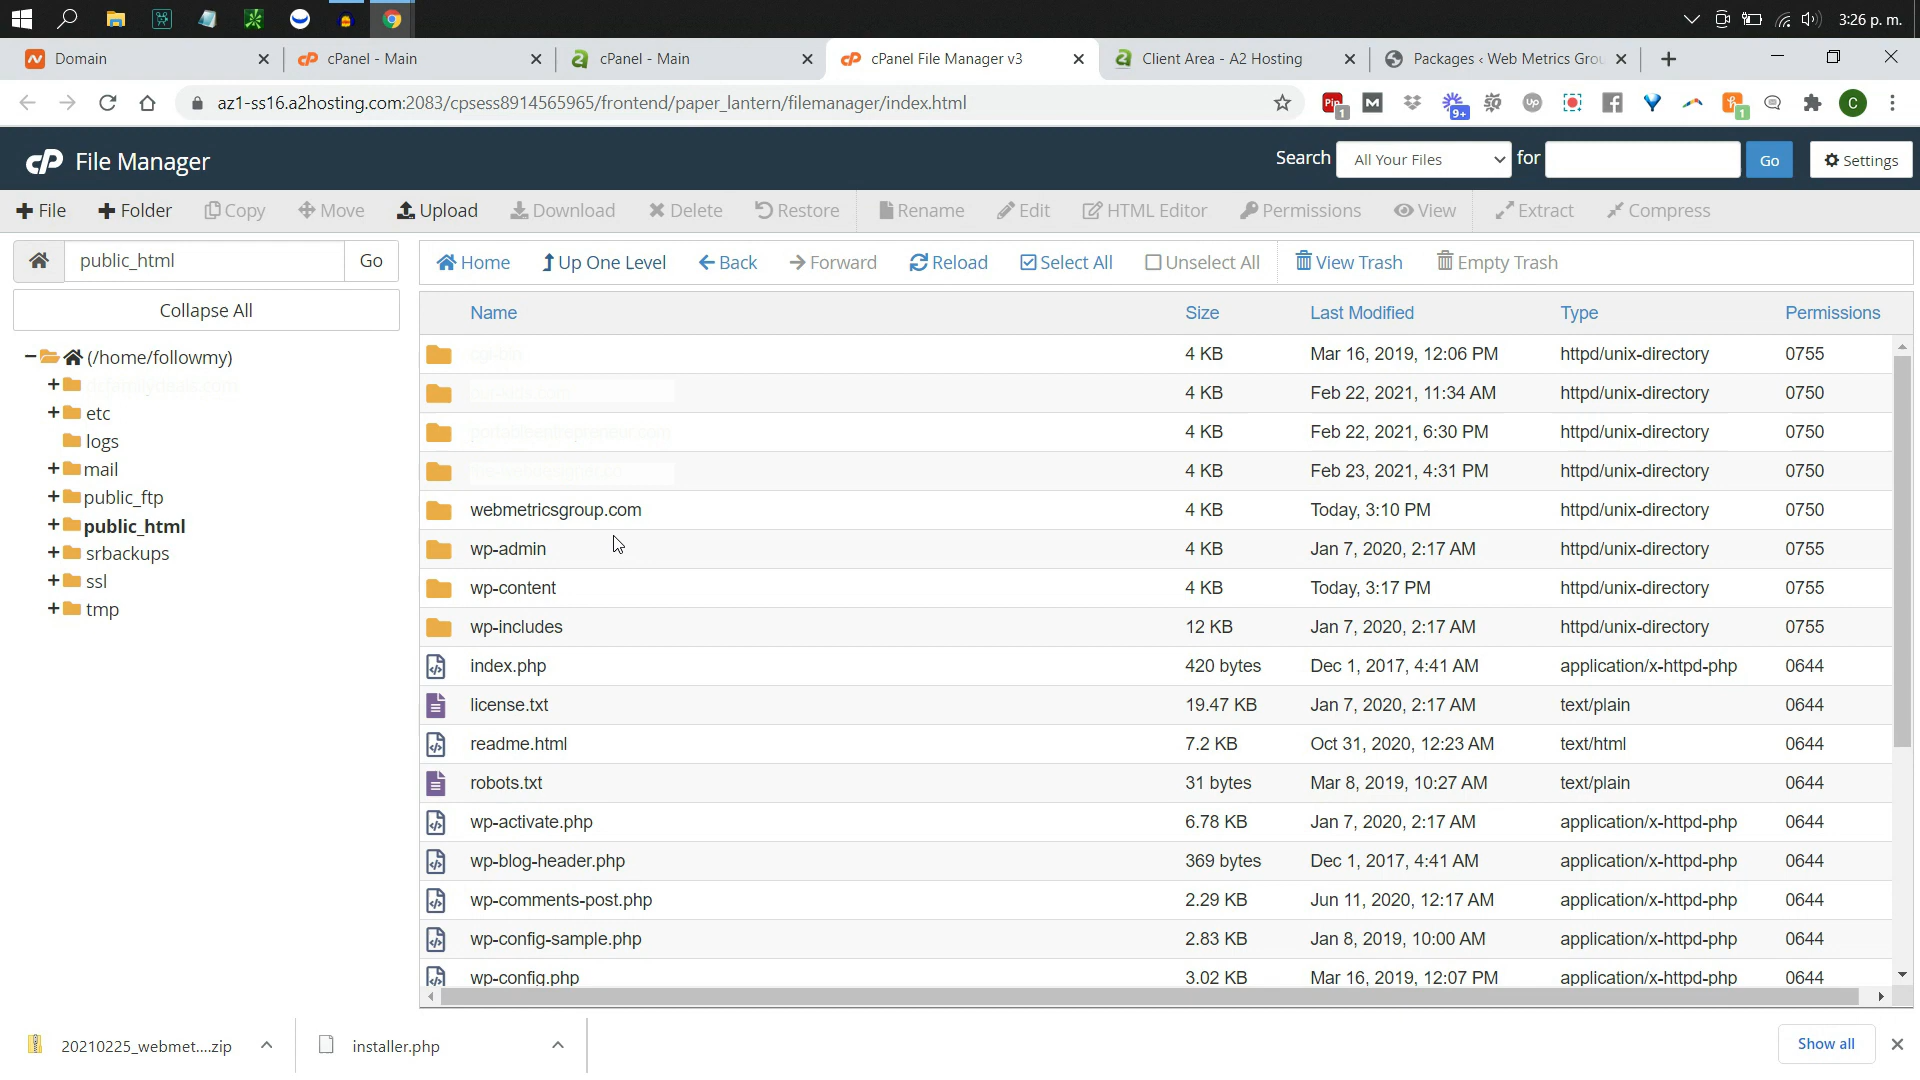 3:26 p. m.
Domain
cPanel - Main
cPanel - Main
cPanel File Manager v3
Client Area - A2 Hosting
Packages ‹ Web Metrics Grou
az1-ss16.a2hosting.com:2083/cpsess8914565965/frontend/paper_lantern/filemanager/index.html
Pin 1
M
9+
Up
1
C
cP File Manager
Search All Your Files for Go Settings
File Folder Copy Move Upload Download Delete Restore Rename Edit HTML Editor Permissions View Extract Compress
public_html Go
Home Up One Level Back Forward Reload Select All Unselect All View Trash Empty Trash
Collapse All
(/home/followmy)
etc
logs
mail
public_ftp
public_html
srbackups
ssl
tmp
Name Size Last Modified Type Permissions
cgi-bin 4 KB Mar 16, 2019, 12:06 PM httpd/unix-directory 0755
4 KB Feb 22, 2021, 11:34 AM httpd/unix-directory 0750
portableentrepreneur.com 4 KB Feb 22, 2021, 6:30 PM httpd/unix-directory 0750
4 KB Feb 23, 2021, 4:31 PM httpd/unix-directory 0750
webmetricsgroup.com 4 KB Today, 3:10 PM httpd/unix-directory 0750
wp-admin 4 KB Jan 7, 2020, 2:17 AM httpd/unix-directory 0755
wp-content 4 KB Today, 3:17 PM httpd/unix-directory 0755
wp-includes 12 KB Jan 7, 2020, 2:17 AM httpd/unix-directory 0755
index.php 420 bytes Dec 1, 2017, 4:41 AM application/x-httpd-php 0644
license.txt 19.47 KB Jan 7, 2020, 2:17 AM text/plain 0644
readme.html 7.2 KB Oct 31, 2020, 12:23 AM text/html 0644
robots.txt 31 bytes Mar 8, 2019, 10:27 AM text/plain 0644
wp-activate.php 6.78 KB Jan 7, 2020, 2:17 AM application/x-httpd-php 0644
wp-blog-header.php 369 bytes Dec 1, 2017, 4:41 AM application/x-httpd-php 0644
wp-comments-post.php 2.29 KB Jun 11, 2020, 12:17 AM application/x-httpd-php 0644
wp-config-sample.php 2.83 KB Jan 8, 2019, 10:00 AM application/x-httpd-php 0644
wp-config.php 3.02 KB Mar 16, 2019, 12:07 PM application/x-httpd-php 0644
20210225_webmet....zip
installer.php
Show all